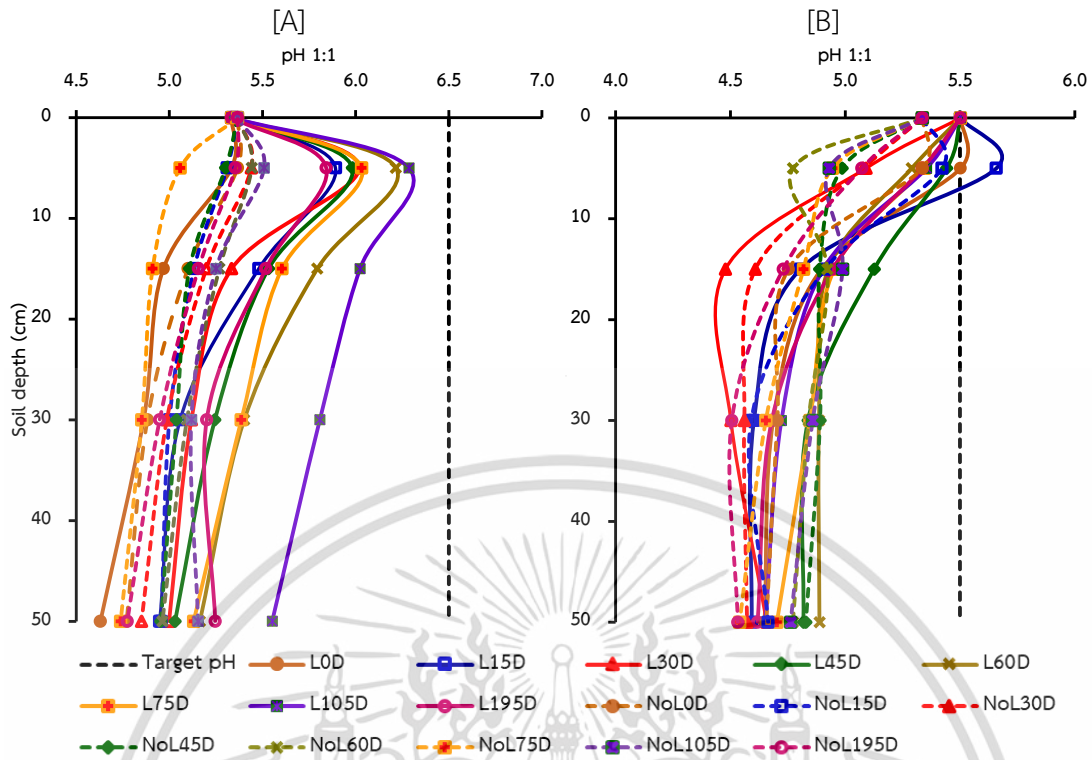 [A] [B]
pH 1:1 pH 1:1
4.5 5.0 5.5 6.0 6.5 7.0 4.0 4.5 5.0 5.5 6.0
0 0
10 10
20 20
30 30
40 40
50 50
Soil depth (cm)
Target pH L0D L15D L30D L45D L60D
L75D L105D L195D NoL0D NoL15D NoL30D
NoL45D NoL60D NoL75D NoL105D NoL195D